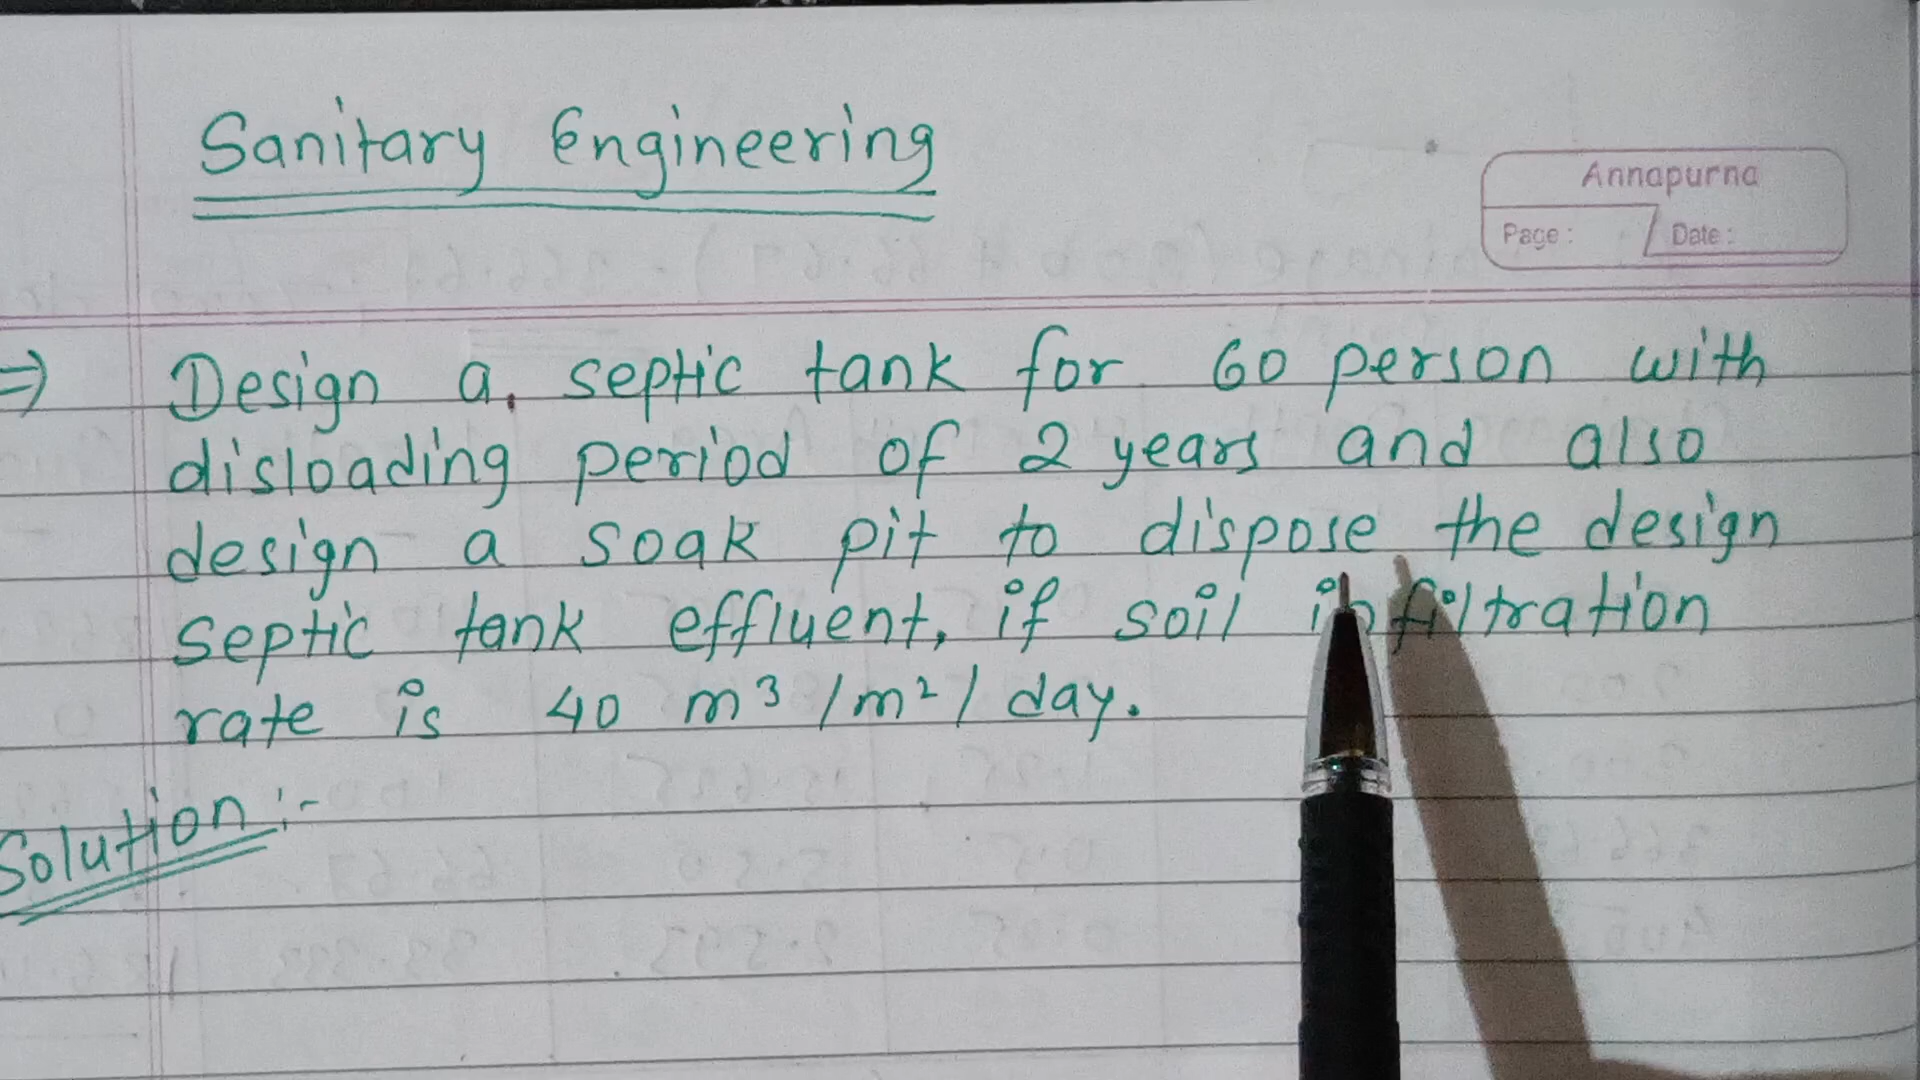 Sanitary Engineering
Annapurna
Page :
Date :
⇒ Design a septic tank for 60 person with
disloading period of 2 years and also
design a soak pit to dispose the design
septic tank effluent, if soil infiltration
rate is 40 m³/m²/day.
Solution:-